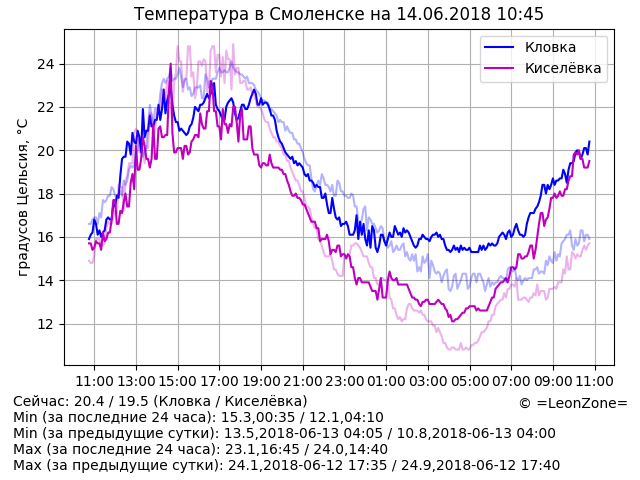 Температура в Смоленске на 14.06.2018 10:45
Кловка
Киселёвка
градусов Цельсия, °C
24
22
20
18
16
14
12
11:00 13:00 15:00 17:00 19:00 21:00 23:00 01:00 03:00 05:00 07:00 09:00 11:00
Сейчас: 20.4 / 19.5 (Кловка / Киселёвка)
© =LeonZone=
Min (за последние 24 часа): 15.3,00:35 / 12.1,04:10
Min (за предыдущие сутки): 13.5,2018-06-13 04:05 / 10.8,2018-06-13 04:00
Max (за последние 24 часа): 23.1,16:45 / 24.0,14:40
Max (за предыдущие сутки): 24.1,2018-06-12 17:35 / 24.9,2018-06-12 17:40